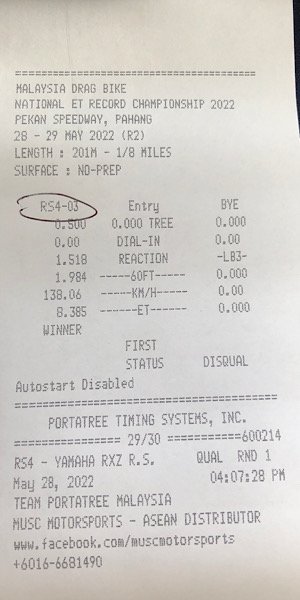 ========================================
MALAYSIA DRAG BIKE
NATIONAL ET RECORD CHAMPIONSHIP 2022
PEKAN SPEEDWAY, PAHANG
28 - 29 MAY 2022 (R2)
LENGTH : 201M - 1/8 MILES
SURFACE : NO-PREP
RS4-03 Entry BYE
0.500 0.000 TREE 0.000
0.00 DIAL-IN 0.00
1.518 REACTION -LB3-
1.984 -----60FT----- 0.000
138.06 -----KM/H----- 0.00
8.385 ------ET------ 0.000
WINNER
FIRST
STATUS DISQUAL
Autostart Disabled
========================================
PORTATREE TIMING SYSTEMS, INC.
================ 29/30 ===========600214
RS4 - YAMAHA RXZ R.S. QUAL RND 1
May 28, 2022 04:07:28 PM
TEAM PORTATREE MALAYSIA
MUSC MOTORSPORTS - ASEAN DISTRIBUTOR
www.facebook.com/muscmotorsports
+6016-6681490